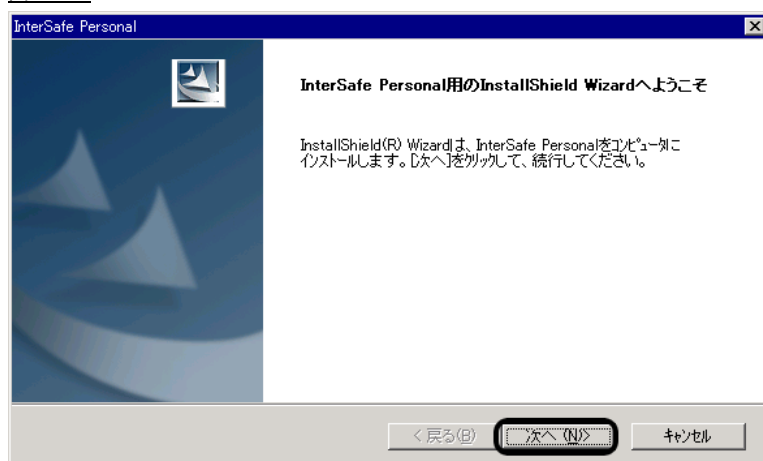 InterSafe Personal
InterSafe Personal用のInstallShield Wizardへようこそ
InstallShield(R) Wizardは、InterSafe Personalをコンピュータに
インストールします。[次へ]をクリックして、続行してください。
< 戻る(B)
次へ (N)>
キャンセル